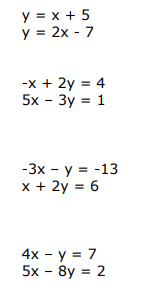 y = x + 5
y = 2x - 7
-x + 2y = 4
5x – 3y = 1
-3x – y = -13
x + 2y = 6
4x – y = 7
5x – 8y = 2